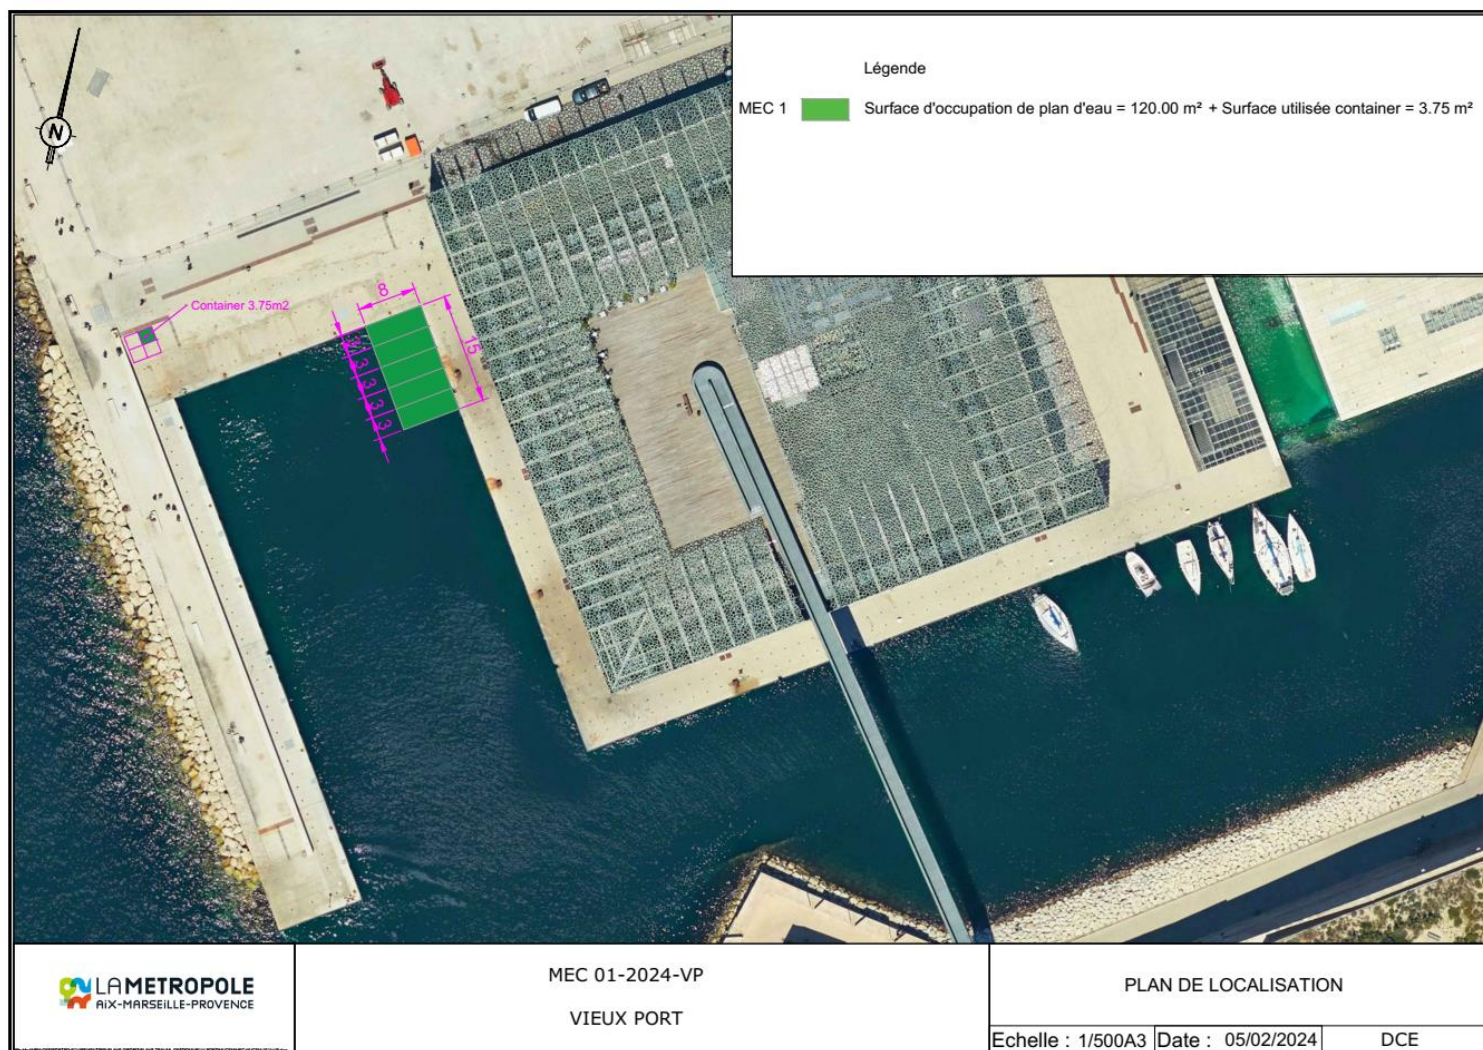 N
Légende
MEC 1
Surface d'occupation de plan d'eau = 120.00 m² + Surface utilisée container = 3.75 m²
Container 3.75m2
8
15
3
3
3
3
LAMETROPOLE
AIX-MARSEILLE-PROVENCE
MEC 01-2024-VP
VIEUX PORT
PLAN DE LOCALISATION
Echelle : 1/500A3
Date : 05/02/2024
DCE